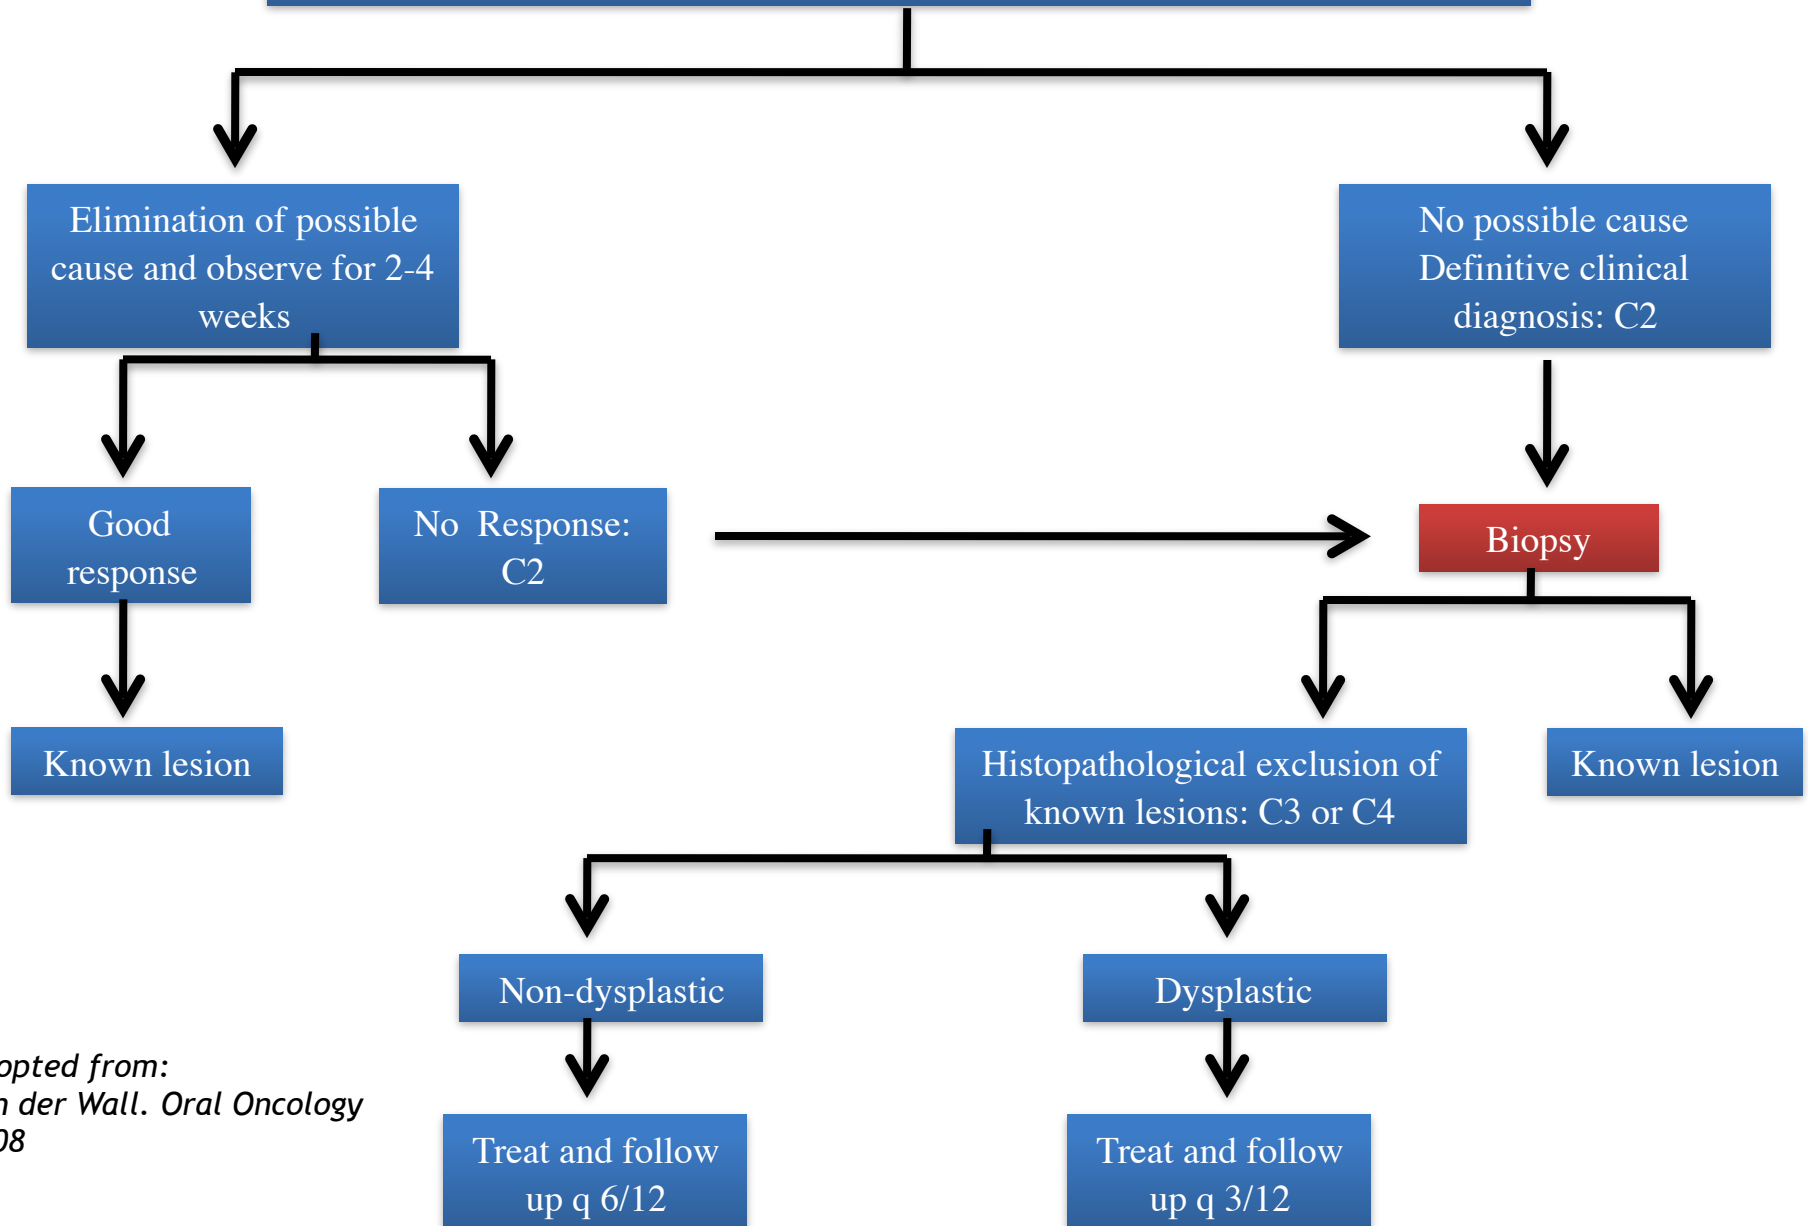 Elimination of possible
cause and observe for 2-4
weeks
No possible cause
Definitive clinical
diagnosis: C2
Good
response
No Response:
C2
Biopsy
Known lesion
Histopathological exclusion of
known lesions: C3 or C4
Known lesion
Non-dysplastic
Dysplastic
opted from:
n der Wall. Oral Oncology
08
Treat and follow
up q 6/12
Treat and follow
up q 3/12